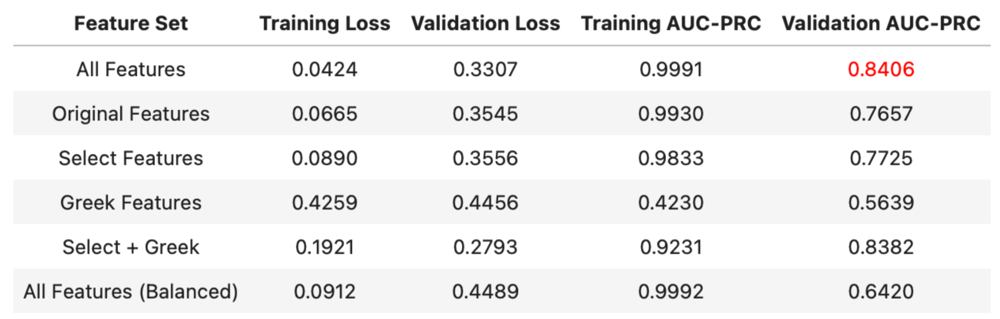 Feature Set Training Loss Validation Loss Training AUC-PRC Validation AUC-PRC
All Features 0.0424 0.3307 0.9991 0.8406
Original Features 0.0665 0.3545 0.9930 0.7657
Select Features 0.0890 0.3556 0.9833 0.7725
Greek Features 0.4259 0.4456 0.4230 0.5639
Select + Greek 0.1921 0.2793 0.9231 0.8382
All Features (Balanced) 0.0912 0.4489 0.9992 0.6420